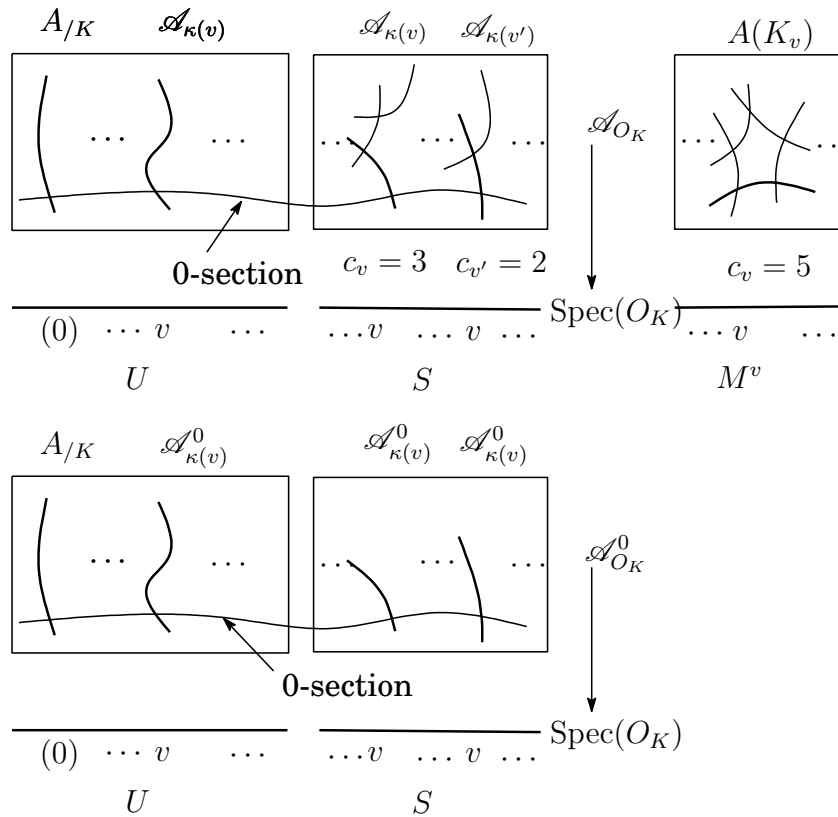 A_{/K} 𝒜_{κ(v)} 𝒜_{κ(v)} 𝒜_{κ(v')} A(K_v)
... ... ... ... ... ... ...
𝒜_{O_K}
0-section
c_v = 3 c_{v'} = 2 c_v = 5
Spec(O_K)
(0) ... v ... ... v ... v ... ... v ...
U S M^v
A_{/K} 𝒜^0_{κ(v)} 𝒜^0_{κ(v)} 𝒜^0_{κ(v)}
... ... ... ... ...
𝒜^0_{O_K}
0-section
Spec(O_K)
(0) ... v ... ... v ... v ...
U S